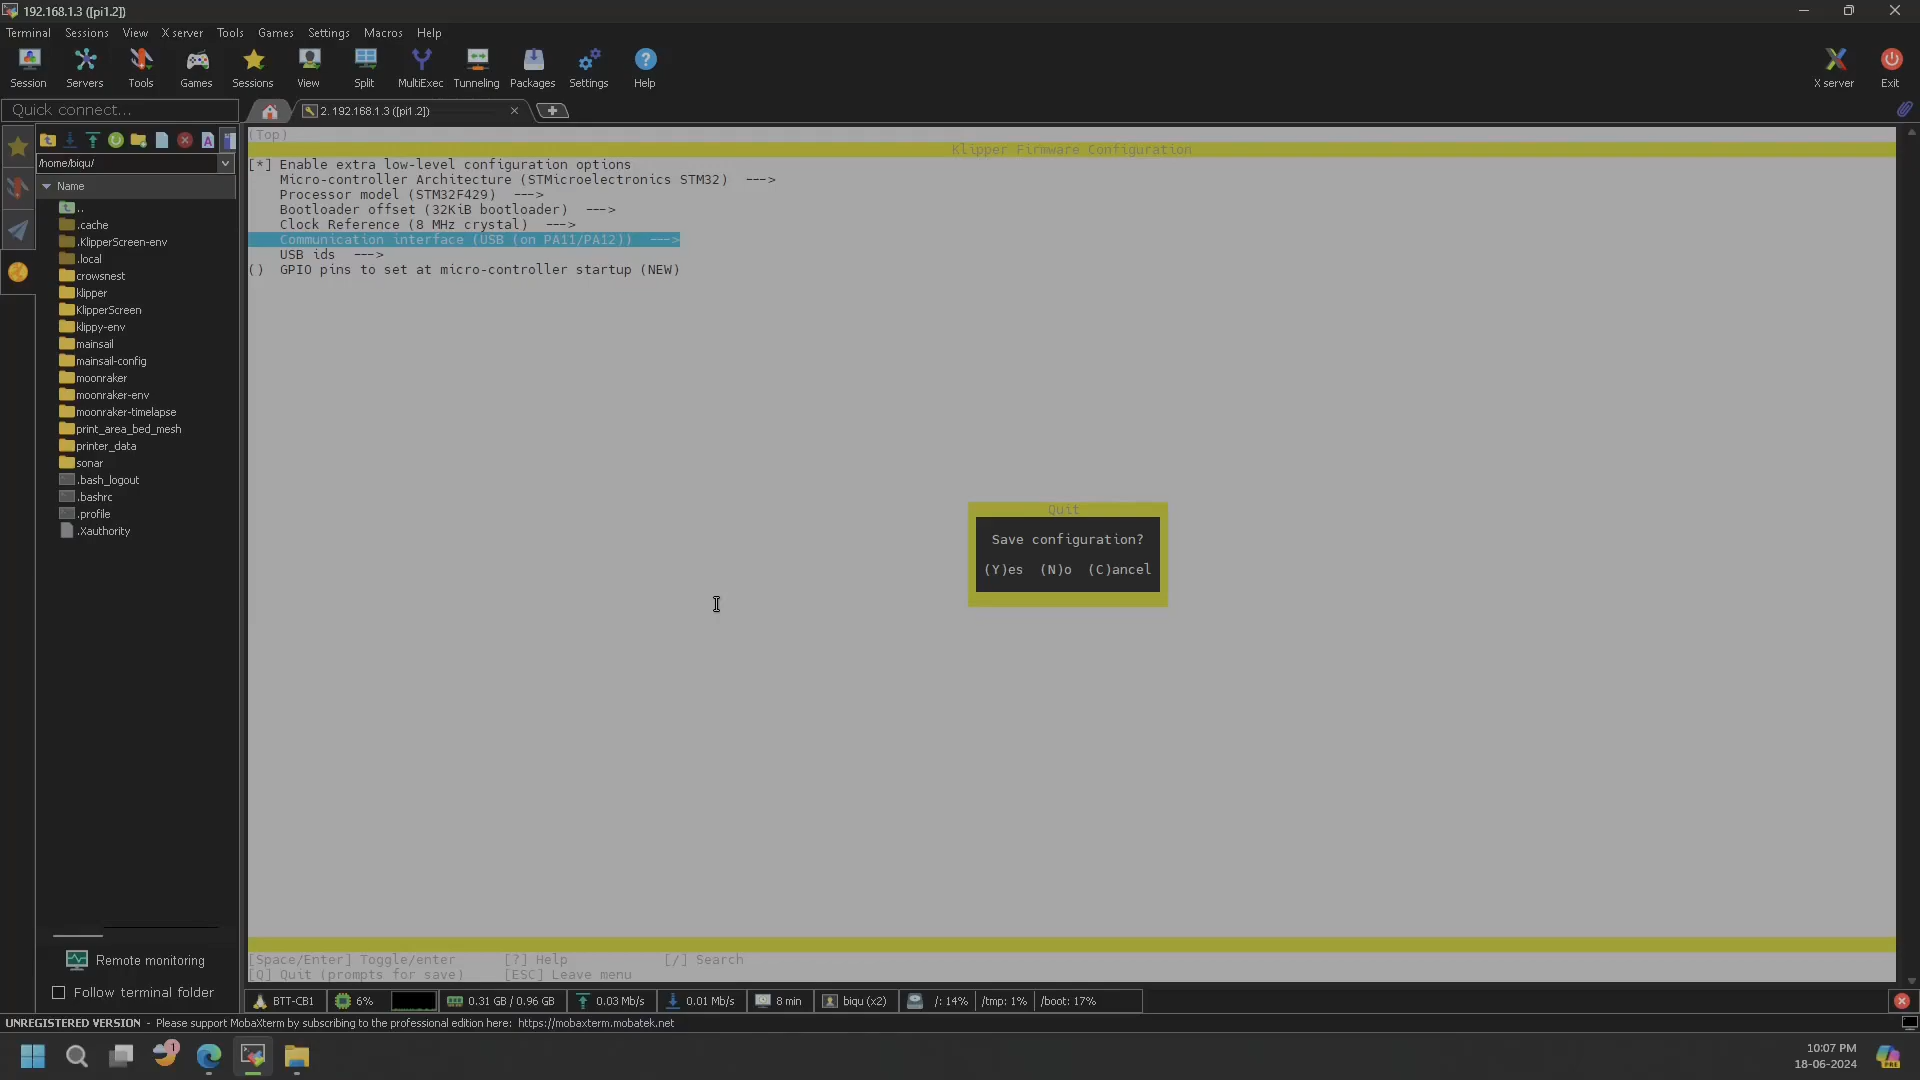 192.168.1.3 ([pi1.2])
Terminal Sessions View X server Tools Games Settings Macros Help
Session Servers Tools Games Sessions View Split MultiExec Tunneling Packages Settings Help X server Exit
Quick connect...
2. 192.168.1.3 ([pi1.2])
/home/biqu/
Name
..
.cache
.KlipperScreen-env
.local
crowsnest
klipper
KlipperScreen
klippy-env
mainsail
mainsail-config
moonraker
moonraker-env
moonraker-timelapse
print_area_bed_mesh
printer_data
sonar
.bash_logout
.bashrc
.profile
.Xauthority
Remote monitoring
Follow terminal folder
(Top)
Klipper Firmware Configuration
[*] Enable extra low-level configuration options
Micro-controller Architecture (STMicroelectronics STM32) --->
Processor model (STM32F429) --->
Bootloader offset (32KiB bootloader) --->
Clock Reference (8 MHz crystal) --->
Communication interface (USB (on PA11/PA12)) --->
USB ids --->
() GPIO pins to set at micro-controller startup (NEW)
Quit
Save configuration?
(Y)es (N)o (C)ancel
[Space/Enter] Toggle/enter [?] Help [/] Search
[Q] Quit (prompts for save) [ESC] Leave menu
BTT-CB1 6% 0.31 GB / 0.96 GB 0.03 Mb/s 0.01 Mb/s 8 min biqu (x2) /: 14% /tmp: 1% /boot: 17%
UNREGISTERED VERSION - Please support MobaXterm by subscribing to the professional edition here: https://mobaxterm.mobatek.net
1
10:07 PM
18-06-2024
PRE